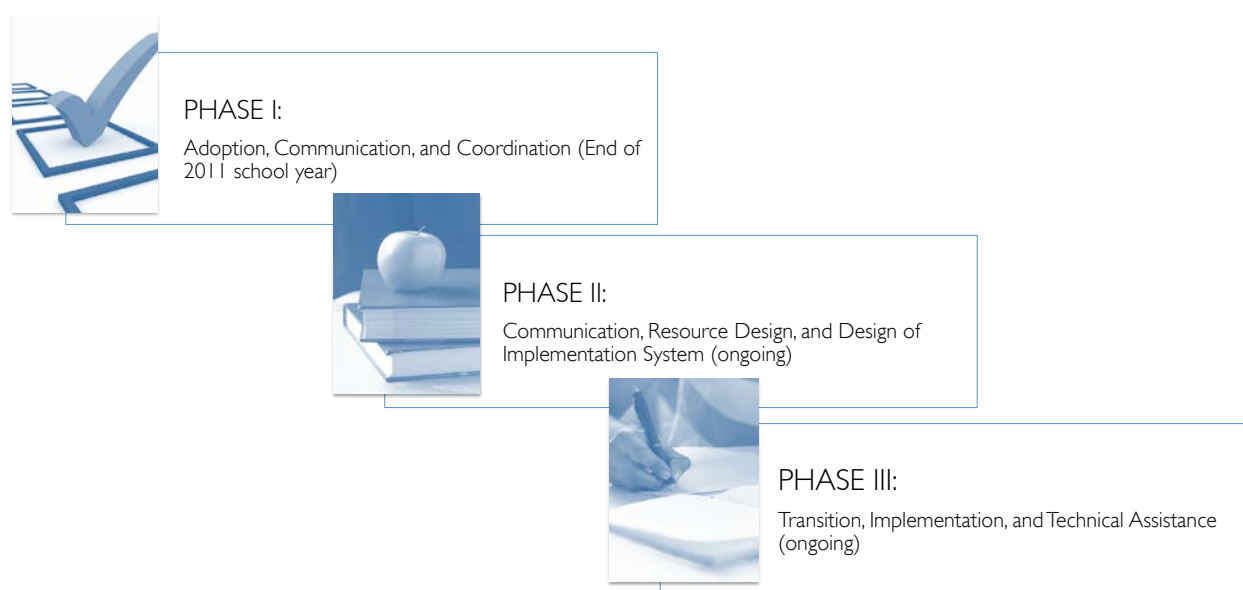 PHASE I:
Adoption, Communication, and Coordination (End of
2011 school year)
PHASE II:
Communication, Resource Design, and Design of
Implementation System (ongoing)
PHASE III:
Transition, Implementation, and Technical Assistance
(ongoing)